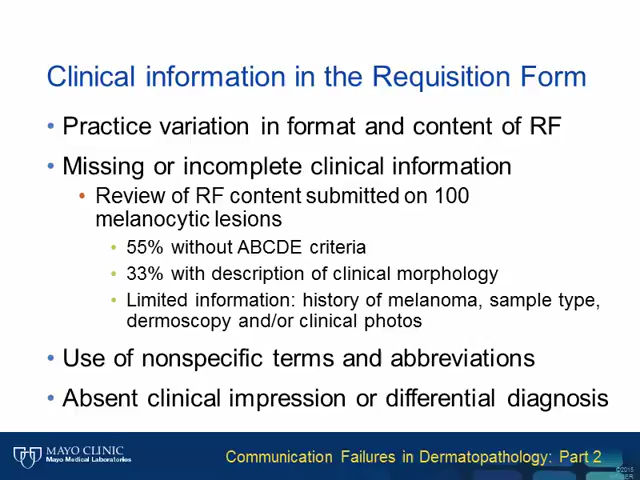 Clinical information in the Requisition Form
• Practice variation in format and content of RF
• Missing or incomplete clinical information
• Review of RF content submitted on 100
melanocytic lesions
• 55% without ABCDE criteria
• 33% with description of clinical morphology
• Limited information: history of melanoma, sample type,
dermoscopy and/or clinical photos
• Use of nonspecific terms and abbreviations
• Absent clinical impression or differential diagnosis
MAYO CLINIC
Mayo Medical Laboratories
Communication Failures in Dermatopathology: Part 2
©2015